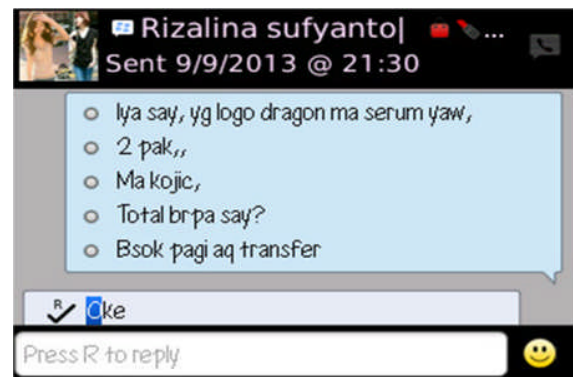 Rizalina sufyanto| ...
Sent 9/9/2013 @ 21:30
Iya say, yg logo dragon ma serum yaw,
2 pak,,
Ma kojic,
Total brpa say?
Bsok pagi aq transfer
R Oke
Press R to reply